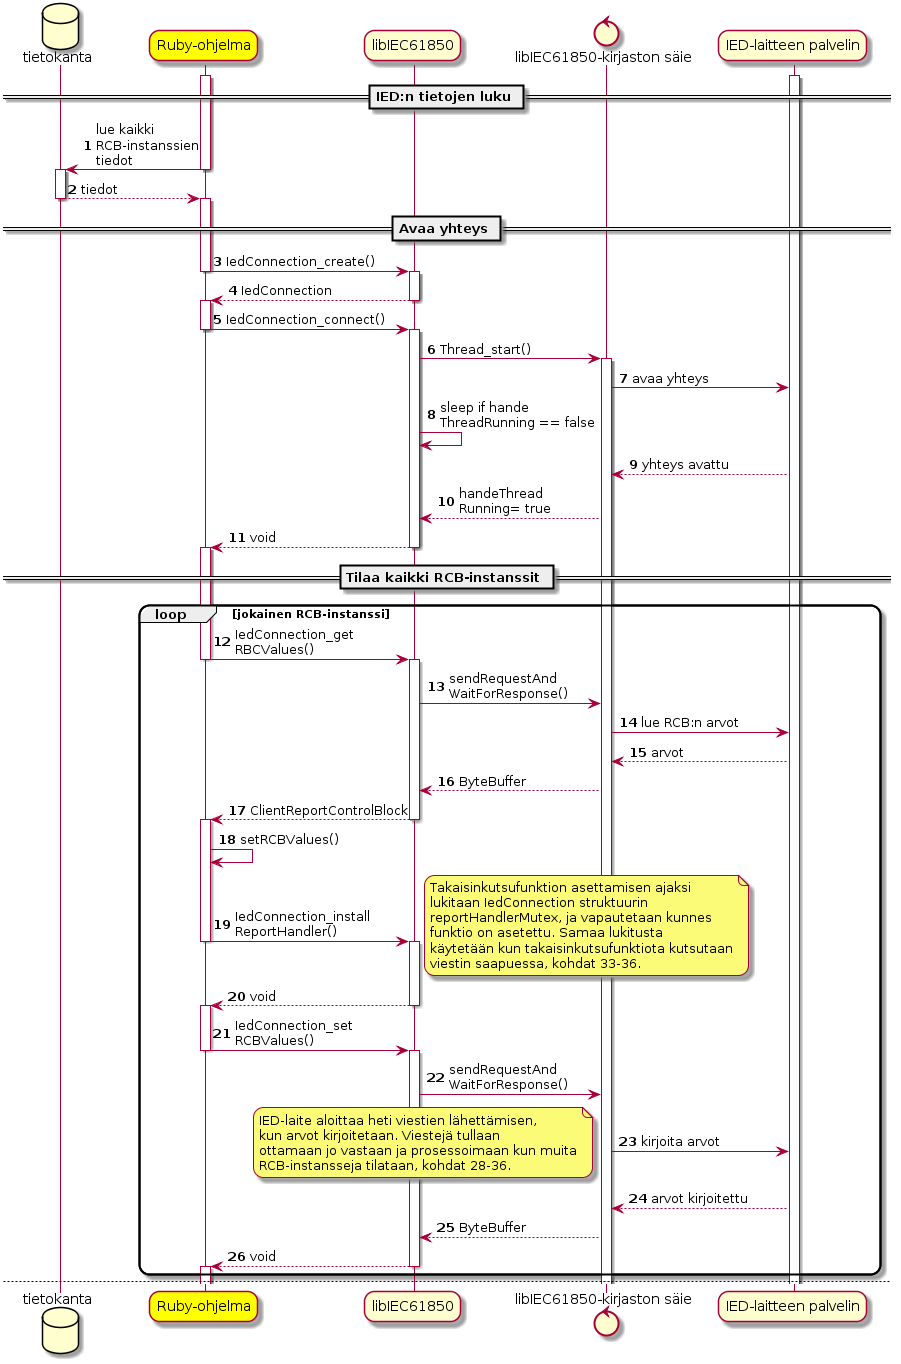 tietokanta
Ruby-ohjelma
libIEC61850
libIEC61850-kirjaston säie
IED-laitteen palvelin
IED:n tietojen luku
lue kaikki
1 RCB-instanssien
tiedot
2 tiedot
Avaa yhteys
3 IedConnection_create()
4 IedConnection
5 IedConnection_connect()
6 Thread_start()
7 avaa yhteys
sleep if hande
8 ThreadRunning == false
9 yhteys avattu
handeThread
10 Running= true
11 void
Tilaa kaikki RCB-instanssit
loop [jokainen RCB-instanssi]
IedConnection_get
12 RBCValues()
sendRequestAnd
13 WaitForResponse()
14 lue RCB:n arvot
15 arvot
16 ByteBuffer
17 ClientReportControlBlock
18 setRCBValues()
Takaisinkutsufunktion asettamisen ajaksi
lukitaan IedConnection struktuurin
reportHandlerMutex, ja vapautetaan kunnes
funktio on asetettu. Samaa lukitusta
käytetään kun takaisinkutsufunktiota kutsutaan
viestin saapuessa, kohdat 33-36.
IedConnection_install
19 ReportHandler()
20 void
IedConnection_set
21 RCBValues()
sendRequestAnd
22 WaitForResponse()
IED-laite aloittaa heti viestien lähettämisen,
kun arvot kirjoitetaan. Viestejä tullaan
ottamaan jo vastaan ja prosessoimaan kun muita
RCB-instansseja tilataan, kohdat 28-36.
23 kirjoita arvot
24 arvot kirjoitettu
25 ByteBuffer
26 void
tietokanta
Ruby-ohjelma
libIEC61850
libIEC61850-kirjaston säie
IED-laitteen palvelin